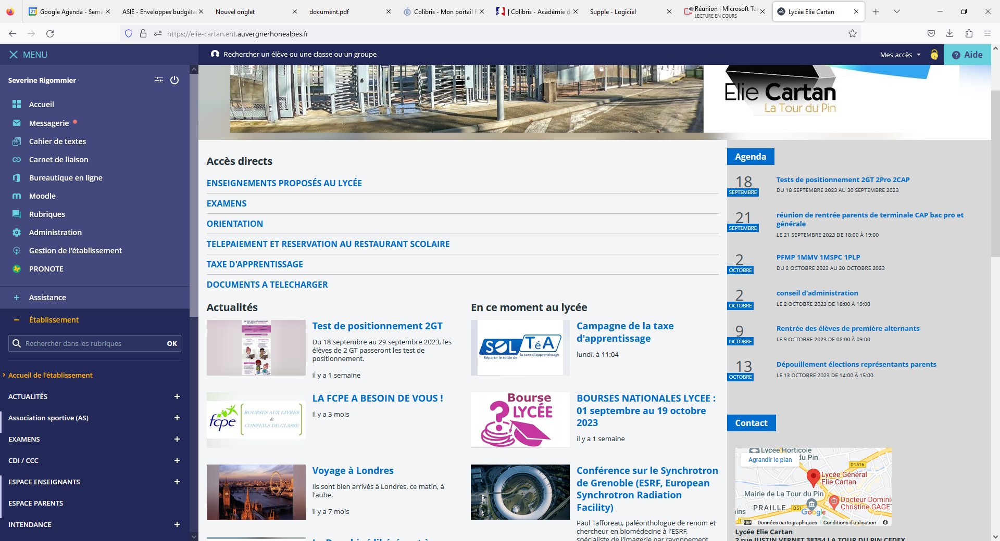 Google Agenda - Sema
ASIE - Enveloppes budgéta
Nouvel onglet
document.pdf
Colibris - Mon portail R
| Colibris - Académie d
Supple - Logiciel
Réunion | Microsoft Te
LECTURE EN COURS
Lycée Elie Cartan
https://elie-cartan.ent.auvergnerhonealpes.fr
MENU
Rechercher un élève ou une classe ou un groupe
Mes accès
Aide
Severine Rigommier
Accueil
Messagerie
Cahier de textes
Carnet de liaison
Bureautique en ligne
Moodle
Rubriques
Administration
Gestion de l'établissement
PRONOTE
Assistance
Établissement
Rechercher dans les rubriques OK
Accueil de l'établissement
ACTUALITÉS
Association sportive (AS)
EXAMENS
CDI / CCC
ESPACE ENSEIGNANTS
ESPACE PARENTS
INTENDANCE
Elie Cartan
La Tour du Pin
Accès directs
ENSEIGNEMENTS PROPOSÉS AU LYCÉE
EXAMENS
ORIENTATION
TELEPAIEMENT ET RESERVATION AU RESTAURANT SCOLAIRE
TAXE D'APPRENTISSAGE
DOCUMENTS A TELECHARGER
Actualités
Test de positionnement 2GT
Du 18 septembre au 29 septembre 2023, les
élèves de 2 GT passeront les test de
positionnement.
il y a 1 semaine
fcpe
BOURSES AUX LIVRES
&
CONSEILS DE CLASSE
LA FCPE A BESOIN DE VOUS !
il y a 3 mois
Voyage à Londres
Ils sont bien arrivés à Londres, ce matin, à
l'aube.
il y a 7 mois
En ce moment au lycée
SOLTéA
Répartir le solde de la taxe d'apprentissage
Campagne de la taxe
d'apprentissage
lundi, à 11:04
Bourse
LYCÉE
BOURSES NATIONALES LYCEE :
01 septembre au 19 octobre
2023
il y a 1 semaine
Conférence sur le Synchrotron
de Grenoble (ESRF, European
Synchrotron Radiation
Facility)
Paul Tafforeau, paléonthologue de renom et
chercheur en biomédecine à l'ESRF,
spécialiste de l'imagerie par rayonnement
Agenda
18
SEPTEMBRE
Tests de positionnement 2GT 2Pro 2CAP
DU 18 SEPTEMBRE 2023 AU 30 SEPTEMBRE 2023
21
SEPTEMBRE
réunion de rentrée parents de terminale CAP bac pro et
générale
LE 21 SEPTEMBRE 2023 DE 18:00 À 19:00
2
OCTOBRE
PFMP 1MMV 1MSPC 1PLP
DU 2 OCTOBRE 2023 AU 20 OCTOBRE 2023
2
OCTOBRE
conseil d'administration
LE 2 OCTOBRE 2023 DE 18:00 À 19:00
9
OCTOBRE
Rentrée des élèves de première alternants
LE 9 OCTOBRE 2023 DE 08:00 À 09:00
13
OCTOBRE
Dépouillement élections représentants parents
LE 13 OCTOBRE 2023 DE 14:00 À 15:00
Contact
Lycée Horticole
du Pin
Agrandir le plan
D1516
Lycée Général
Elie Cartan
Mairie de La Tour du Pin
Docteur Domini
Christine GAGET
PRAILLE
D51
Google
ins
Données cartographiques
Conditions d'utilisation
Lycée Elie Cartan
2 rue JUSTIN VERNET 38354 LA TOUR DU PIN CEDEX